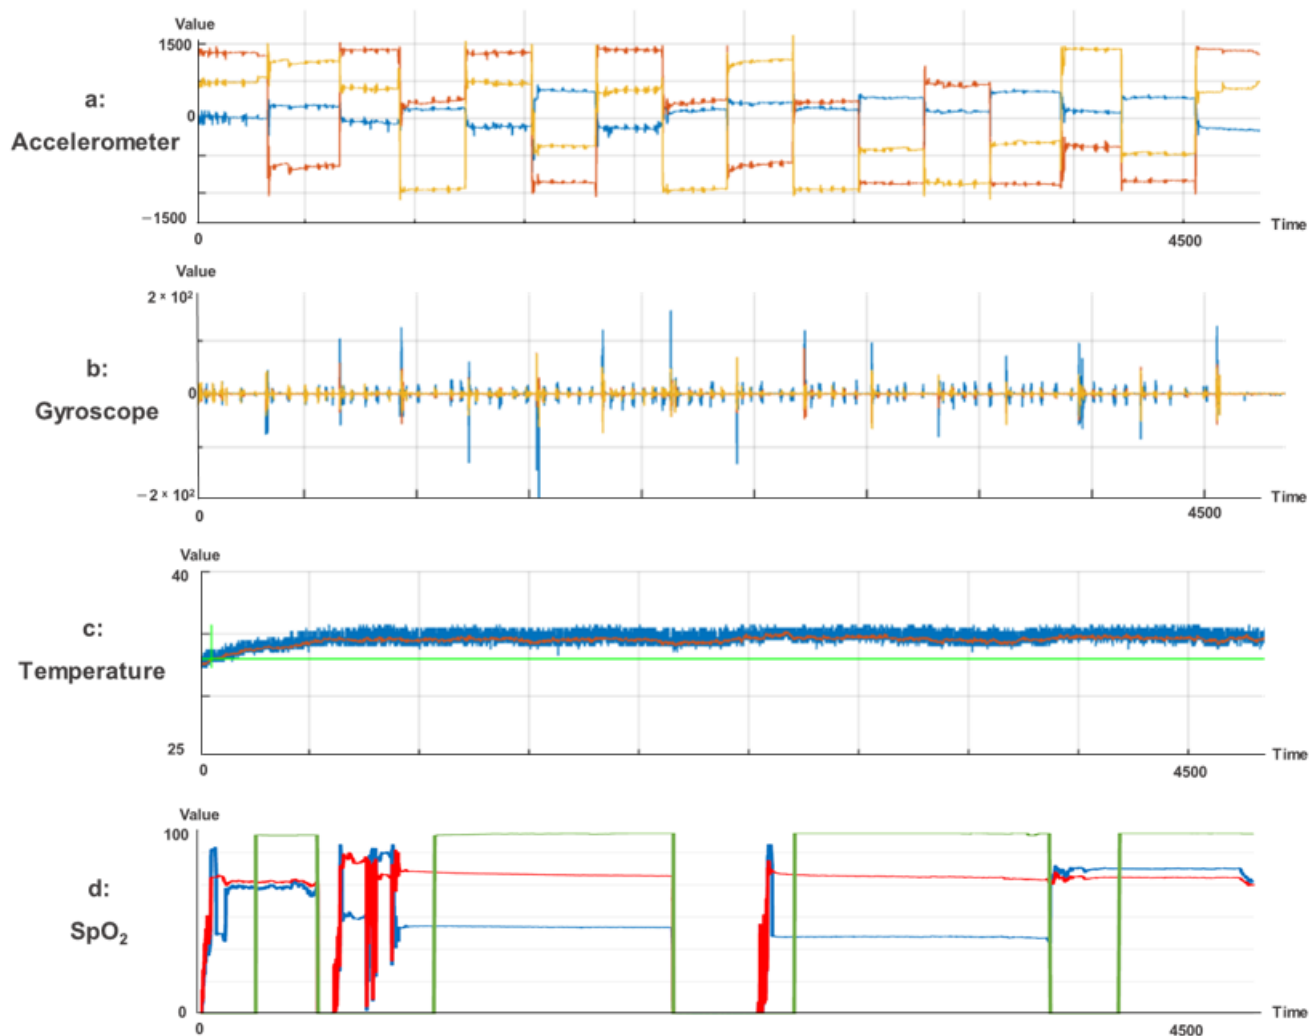 Value
1500
a:
0
Accelerometer
−1500
Time
0
4500
Value
2 × 10²
b:
0
Gyroscope
−2 × 10²
Time
0
4500
Value
40
c:
Temperature
25
Time
0
4500
Value
100
d:
SpO₂
0
Time
0
4500